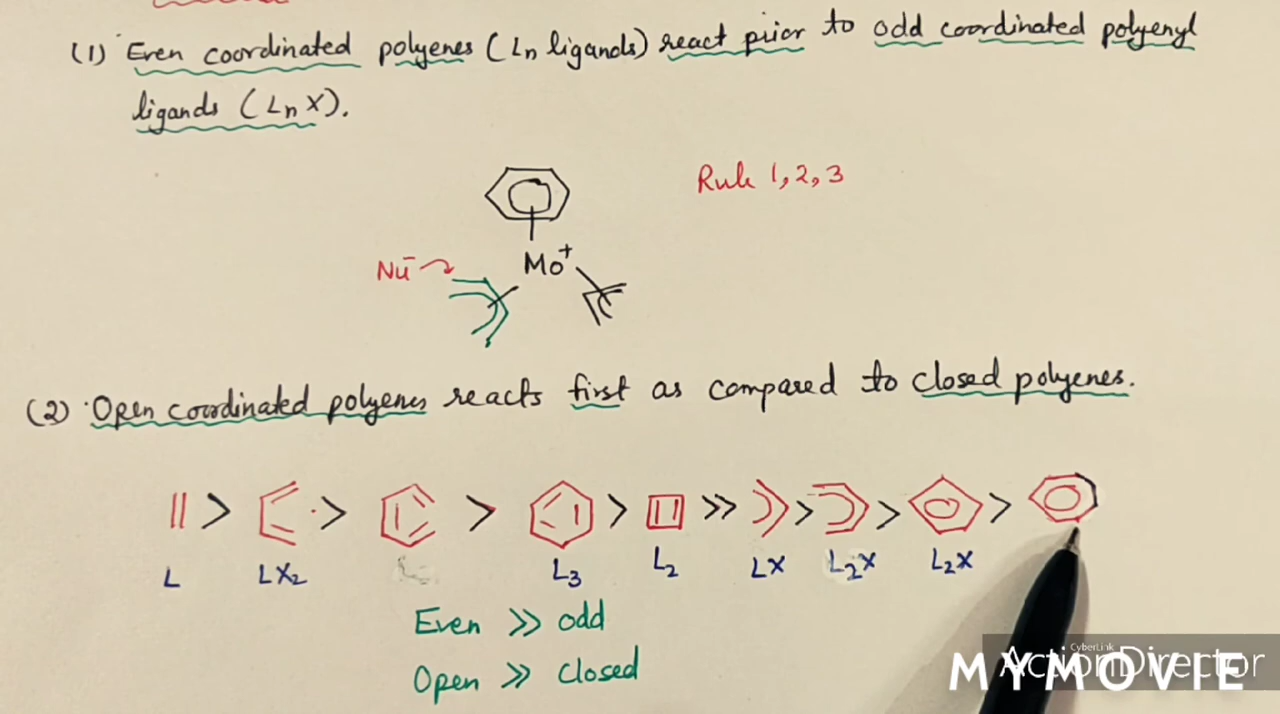 (1) Even coordinated polyenes (Ln ligands) react prior to odd coordinated polyenyl
ligands (LnX).
Rule 1,2,3
Nu⁻ Mo⁺
(2) Open coordinated polyenes reacts first as compared to closed polyenes.
> > > > >> > > >
L LX₂ L₃ L₂ LX L₂X L₂X
Even >> odd
Open >> Closed
CyberLink
ActionDirector
MYMOVIE